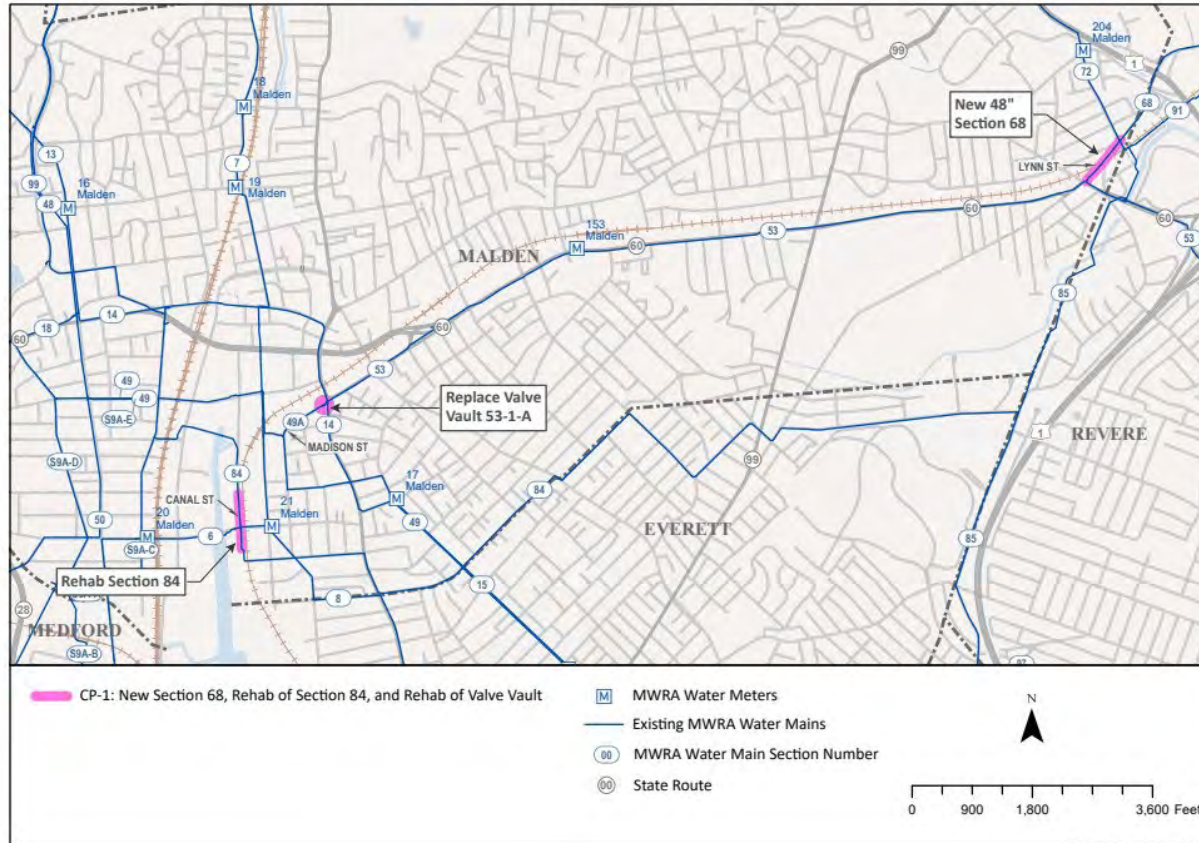 204
Malden
99
1
72
18
Malden
New 48"
Section 68
68
91
13
LYNN ST
7
99
16
Malden
19
Malden
48
60
60
153
Malden
53
60
53
MALDEN
85
18
14
60
60
53
49
49
S9A-E
Replace Valve
Vault 53-1-A
49A
14
MADISON ST
1
REVERE
S9A-D
99
84
84
17
Malden
CANAL ST
50
20
Malden
21
Malden
49
EVERETT
6
S9A-C
85
Rehab Section 84
15
8
28
MEDFORD
S9A-B
CP-1: New Section 68, Rehab of Section 84, and Rehab of Valve Vault
M MWRA Water Meters
Existing MWRA Water Mains
00 MWRA Water Main Section Number
00 State Route
N
0 900 1,800 3,600 Feet